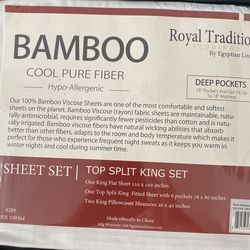 BAMBOO
COOL PURE FIBER
Hypo-Allergenic
Royal Tradition
By Egyptian Linens
DEEP POCKETS
Our 100% Bamboo Viscose Sheets are one of the most comfortable and softest
sheets on the planet. Bamboo Viscose (rayon) fabric sheets are maintainable, natu-
rally antimicrobial, requires significantly fewer pesticides than cotton and is natu-
rally irrigated. Bamboo viscose fibers have natural wicking abilities that absorb
better than other fibers, adapts to the room and body temperature which makes it
perfect for those who experience frequent night sweats as it keeps you warm
during winter and cool during summer.
SHEET SET
TOP SPLIT KING SET
One King Flat Sheet 110 x 102 inches
One Top Split King Fitted Sheet with 6 pockets 78 x 80 inches
Two King Pillowcases Measures 20 x 40 inches
4289
RN 109364
Made ethically in China